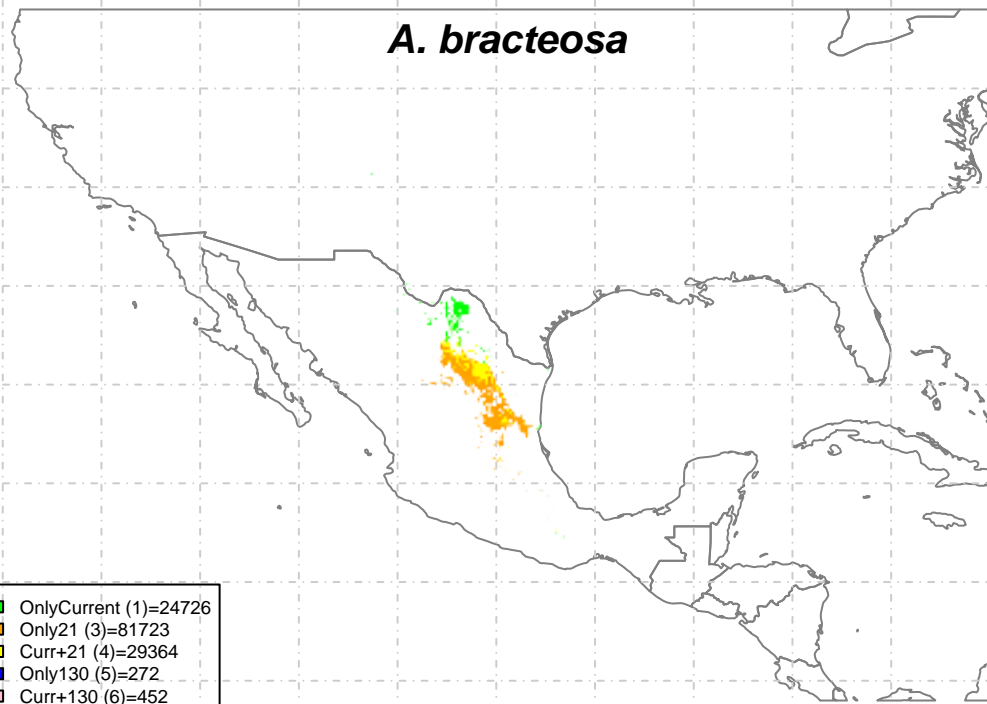 A. bracteosa
OnlyCurrent (1)=24726
Only21 (3)=81723
Curr+21 (4)=29364
Only130 (5)=272
Curr+130 (6)=452